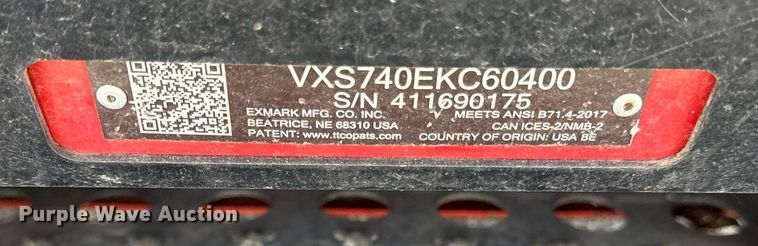 VXS740EKC60400
S/N 411690175
EXMARK MFG. CO. INC. MEETS ANSI B71.4-2017
BEATRICE, NE 68310 USA CAN ICES-2/NMB-2
PATENT: www.ttcopats.com COUNTRY OF ORIGIN: USA BE
Purple Wave Auction